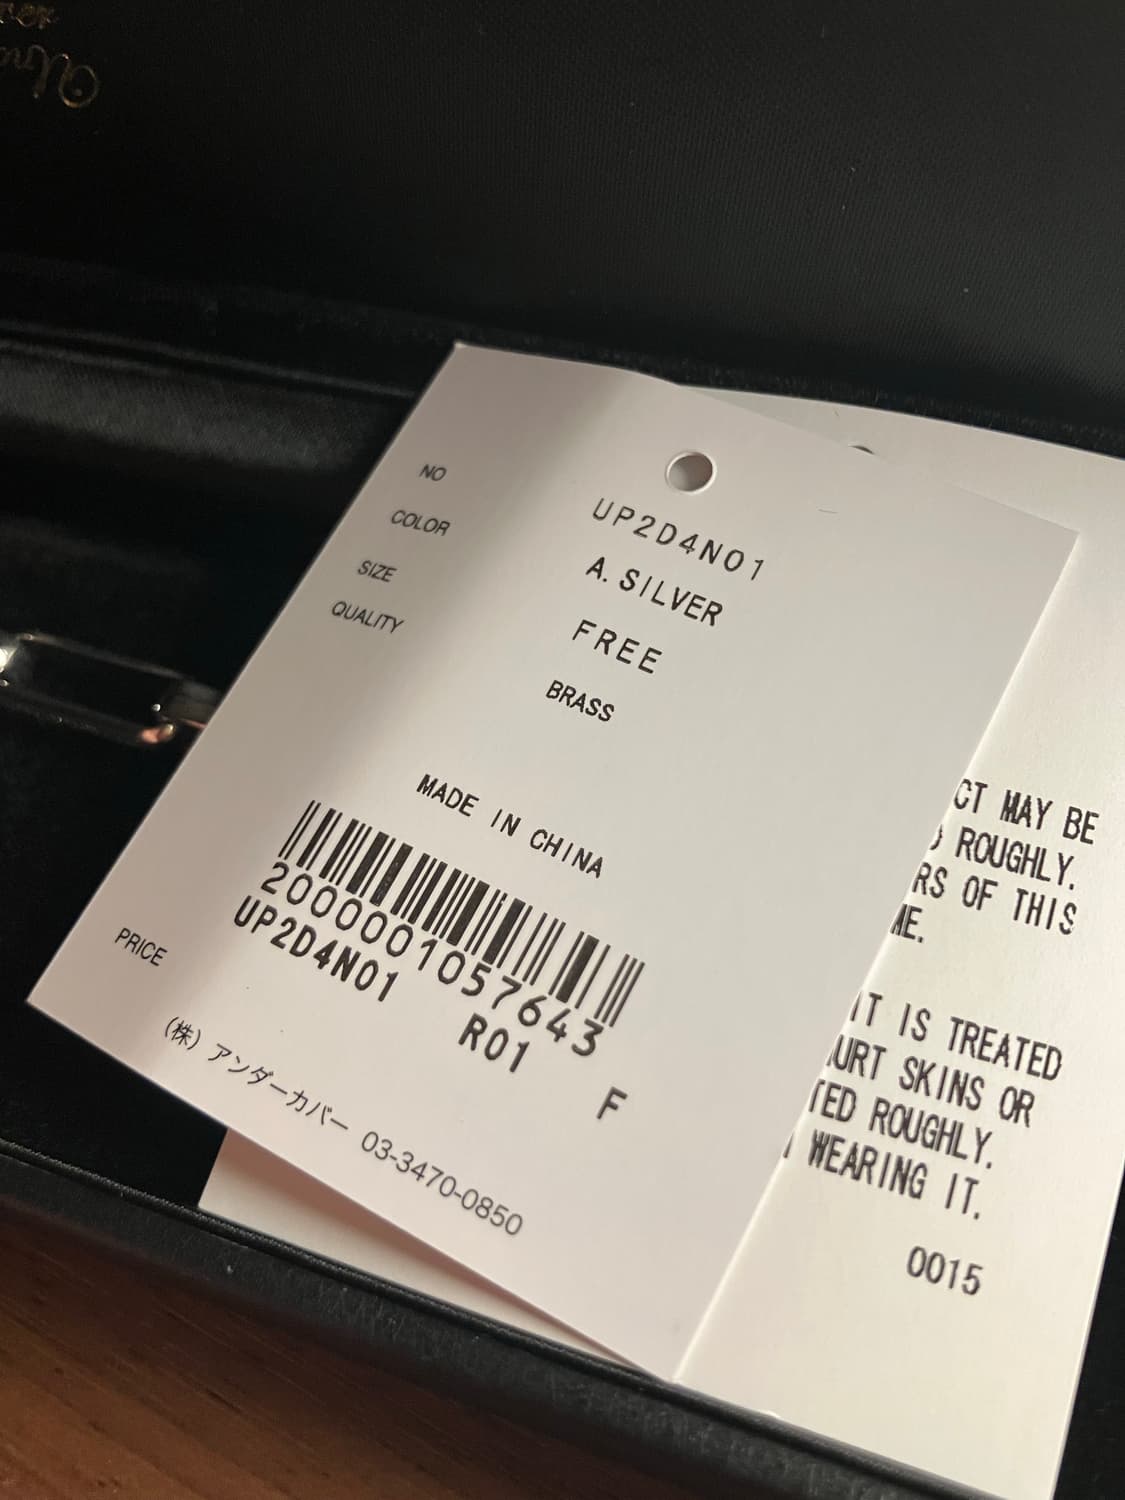 NO UP2D4N01
COLOR A. SILVER
SIZE FREE
QUALITY BRASS
MADE IN CHINA
2000001057643
UP2D4N01 R01 F
PRICE
(株) アンダーカバー 03-3470-0850
MAY BE
ROUGHLY.
OF THIS
IT IS TREATED
SKINS OR
ROUGHLY.
WEARING IT.
0015